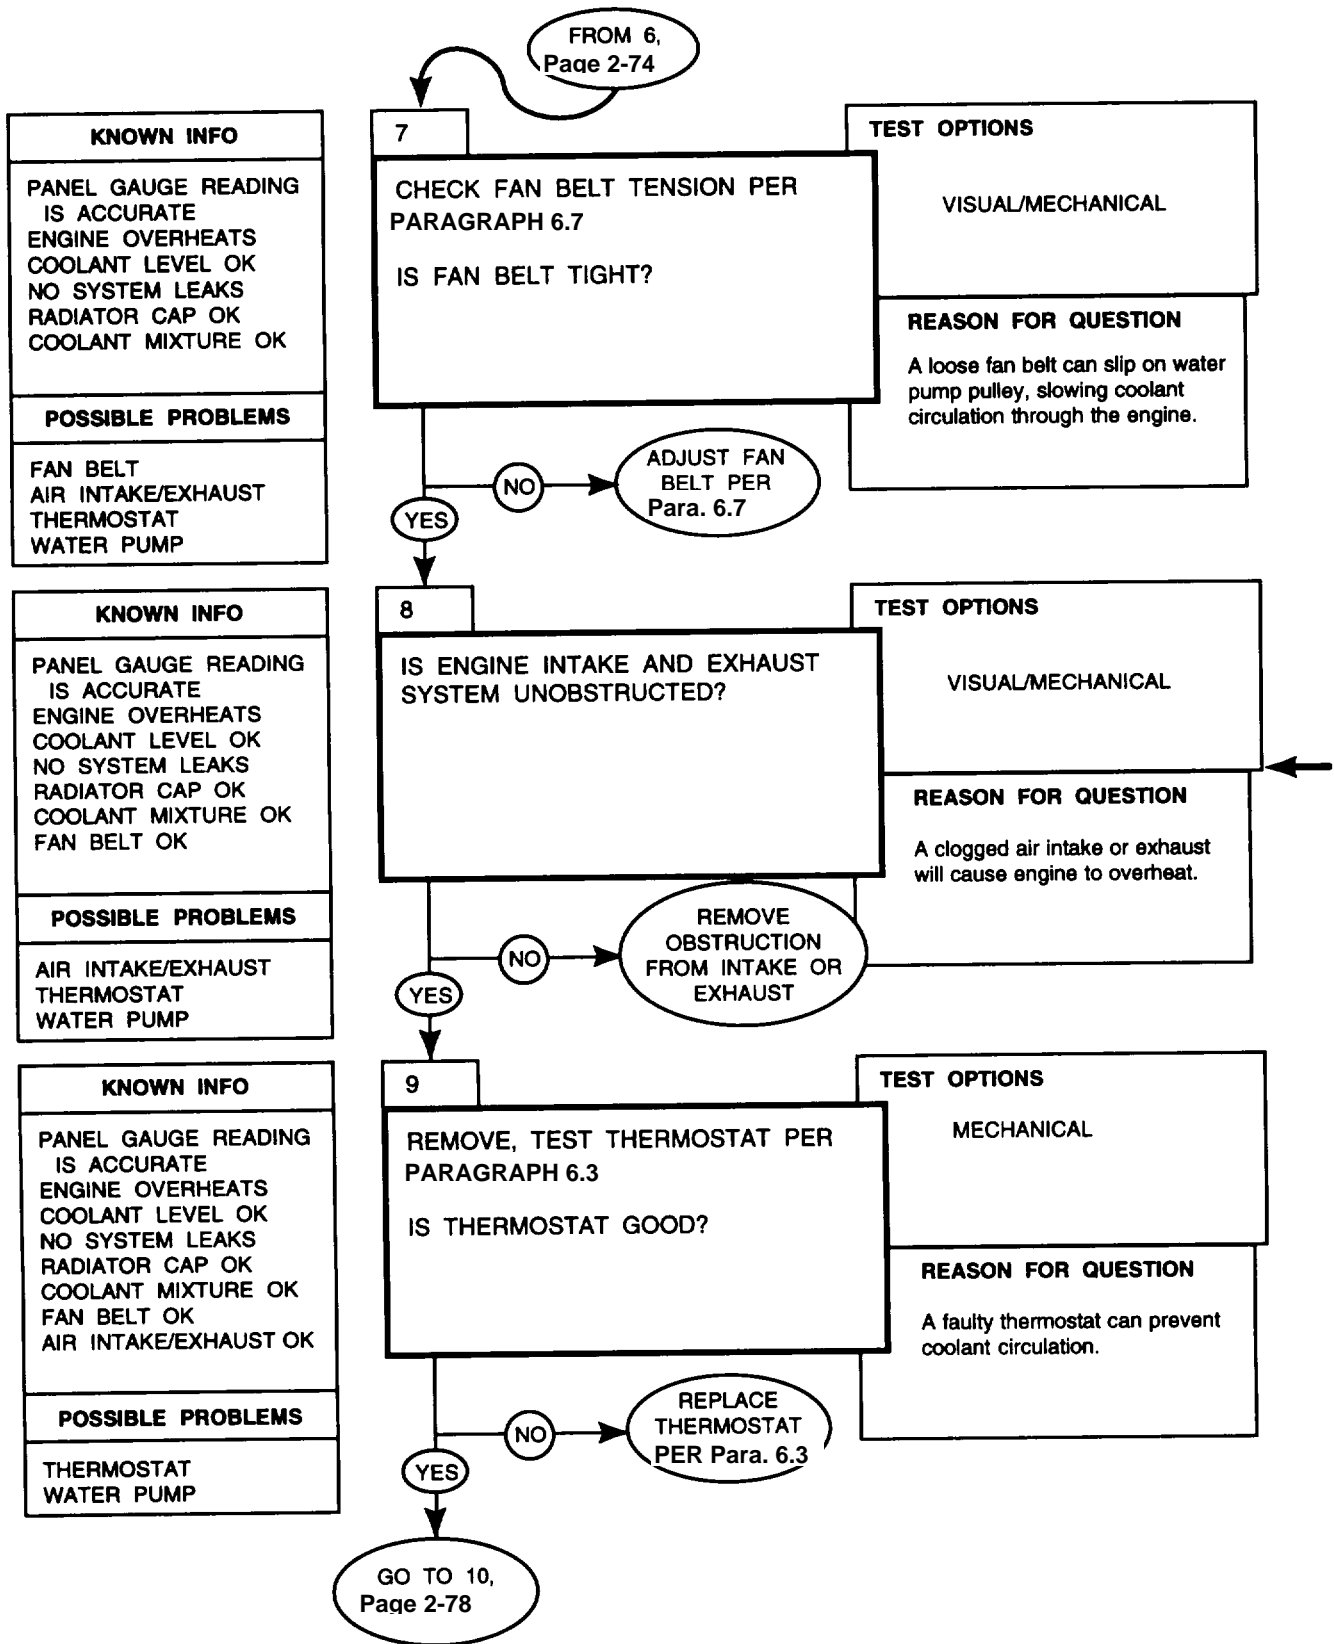 FROM 6,
Page 2-74
KNOWN INFO
PANEL GAUGE READING
IS ACCURATE
ENGINE OVERHEATS
COOLANT LEVEL OK
NO SYSTEM LEAKS
RADIATOR CAP OK
COOLANT MIXTURE OK
POSSIBLE PROBLEMS
FAN BELT
AIR INTAKE/EXHAUST
THERMOSTAT
WATER PUMP
7
CHECK FAN BELT TENSION PER
PARAGRAPH 6.7
IS FAN BELT TIGHT?
TEST OPTIONS
VISUAL/MECHANICAL
REASON FOR QUESTION
A loose fan belt can slip on water
pump pulley, slowing coolant
circulation through the engine.
NO
ADJUST FAN
BELT PER
Para. 6.7
YES
KNOWN INFO
PANEL GAUGE READING
IS ACCURATE
ENGINE OVERHEATS
COOLANT LEVEL OK
NO SYSTEM LEAKS
RADIATOR CAP OK
COOLANT MIXTURE OK
FAN BELT OK
POSSIBLE PROBLEMS
AIR INTAKE/EXHAUST
THERMOSTAT
WATER PUMP
8
IS ENGINE INTAKE AND EXHAUST
SYSTEM UNOBSTRUCTED?
TEST OPTIONS
VISUAL/MECHANICAL
REASON FOR QUESTION
A clogged air intake or exhaust
will cause engine to overheat.
NO
REMOVE
OBSTRUCTION
FROM INTAKE OR
EXHAUST
YES
KNOWN INFO
PANEL GAUGE READING
IS ACCURATE
ENGINE OVERHEATS
COOLANT LEVEL OK
NO SYSTEM LEAKS
RADIATOR CAP OK
COOLANT MIXTURE OK
FAN BELT OK
AIR INTAKE/EXHAUST OK
POSSIBLE PROBLEMS
THERMOSTAT
WATER PUMP
9
REMOVE, TEST THERMOSTAT PER
PARAGRAPH 6.3
IS THERMOSTAT GOOD?
TEST OPTIONS
MECHANICAL
REASON FOR QUESTION
A faulty thermostat can prevent
coolant circulation.
NO
REPLACE
THERMOSTAT
PER Para. 6.3
YES
GO TO 10,
Page 2-78